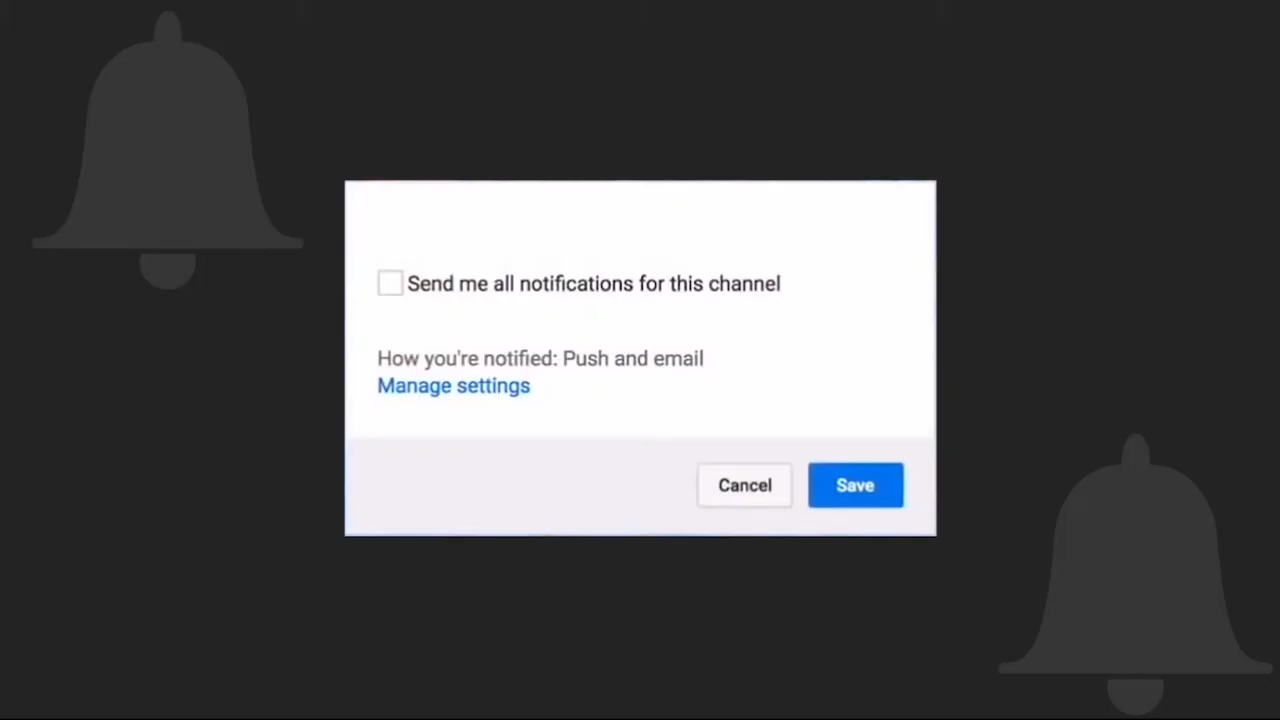 Send me all notifications for this channel
How you're notified: Push and email
Manage settings
Cancel Save